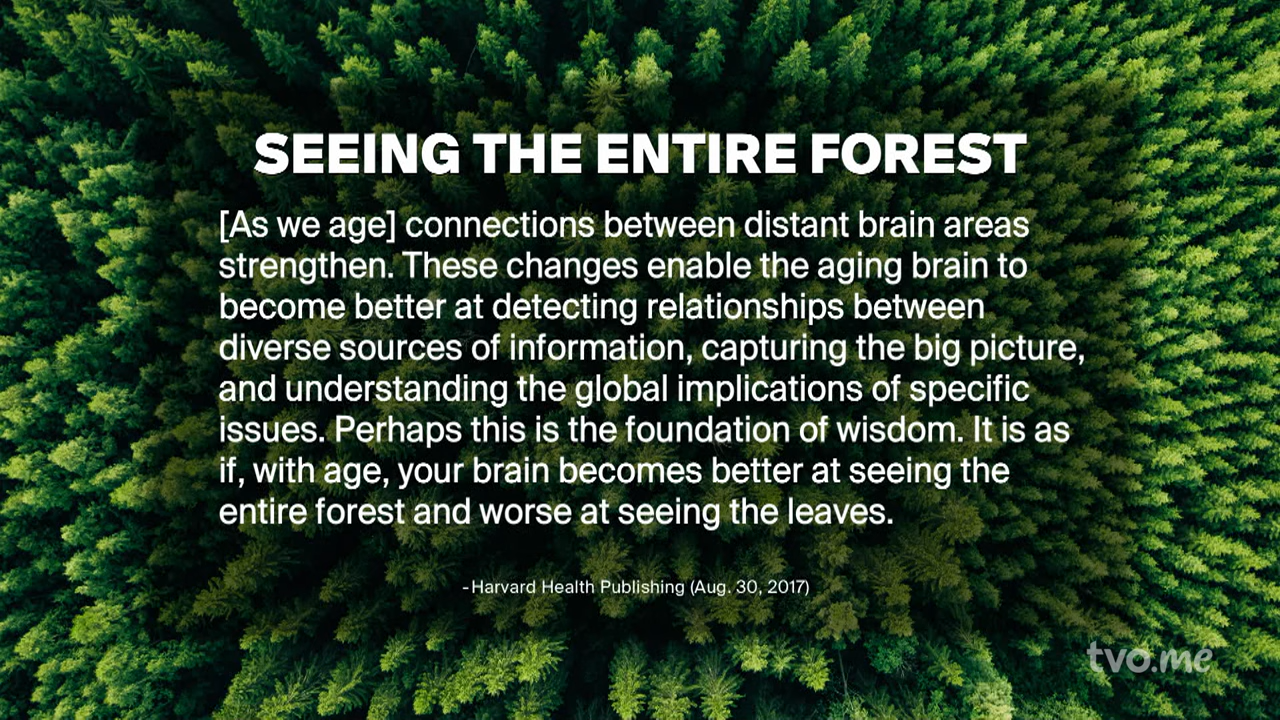 SEEING THE ENTIRE FOREST
[As we age] connections between distant brain areas
strengthen. These changes enable the aging brain to
become better at detecting relationships between
diverse sources of information, capturing the big picture,
and understanding the global implications of specific
issues. Perhaps this is the foundation of wisdom. It is as
if, with age, your brain becomes better at seeing the
entire forest and worse at seeing the leaves.
-Harvard Health Publishing (Aug. 30, 2017)
tvo.me